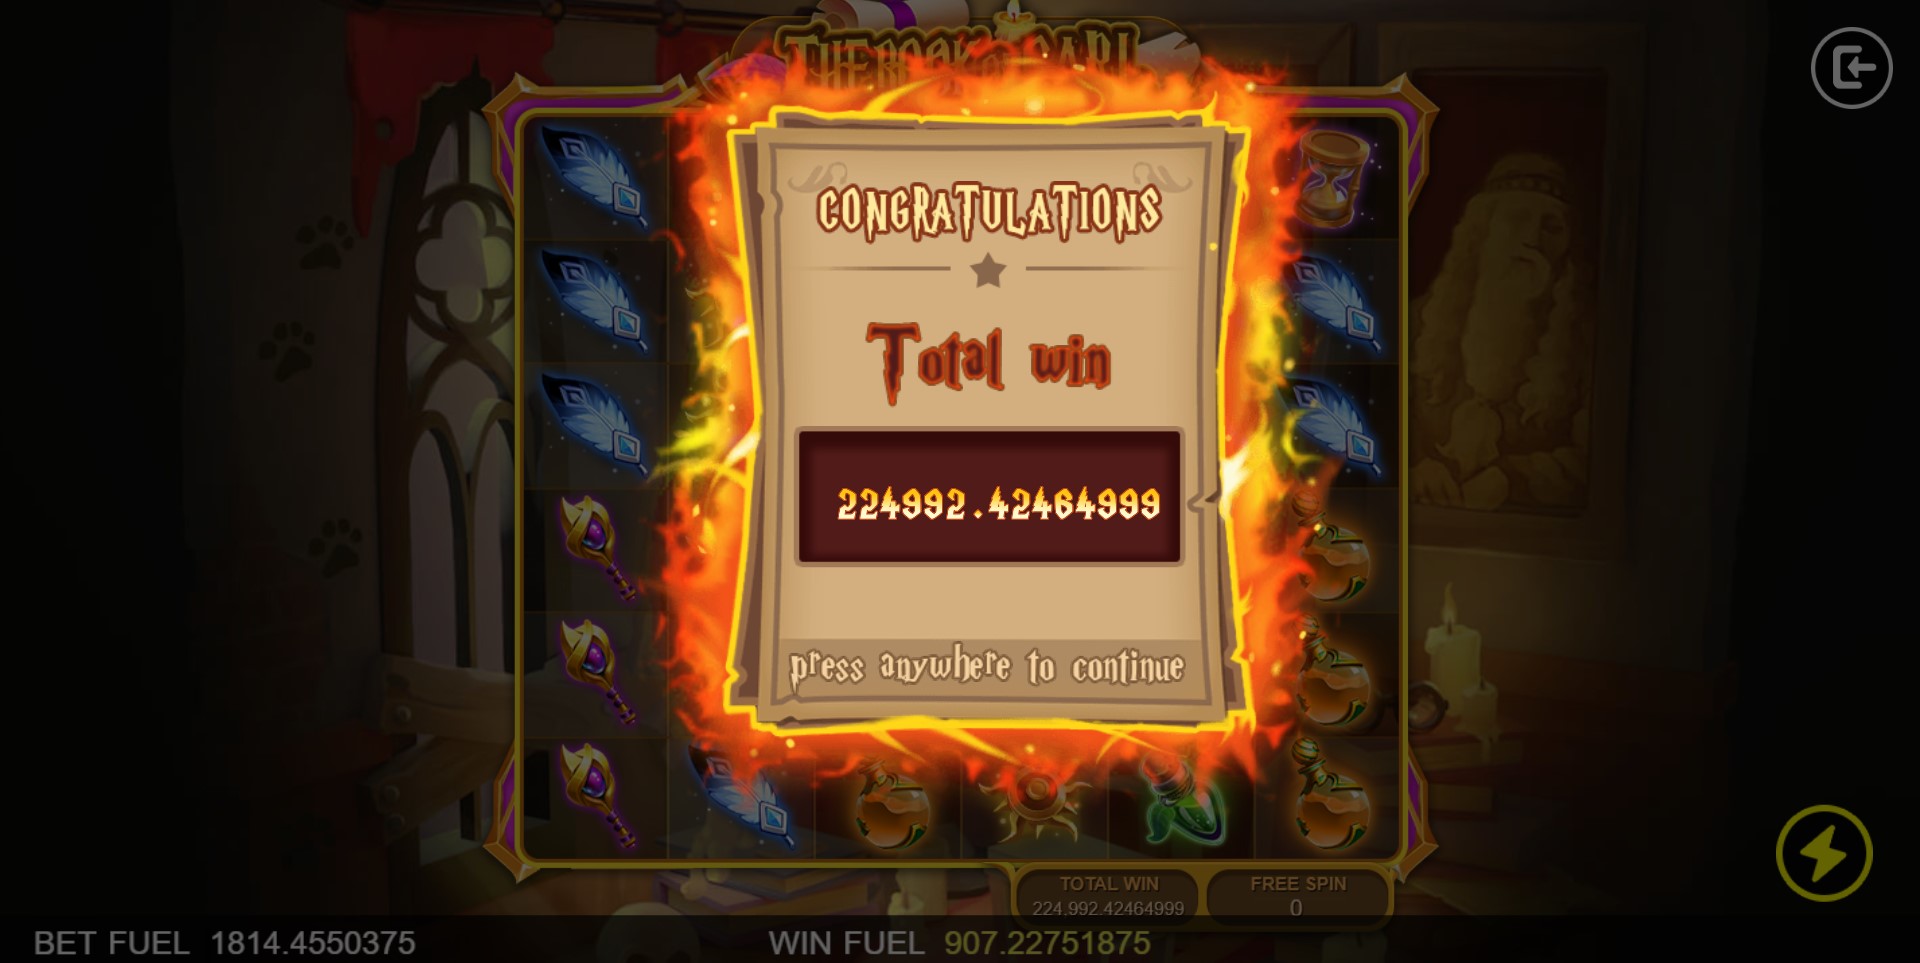 CONGRATULATIONS
Total win
224992.42464999
press anywhere to continue
TOTAL WIN
FREE SPIN
224,992.42464999
0
BET FUEL 1814.4550375
WIN FUEL 907.22751875